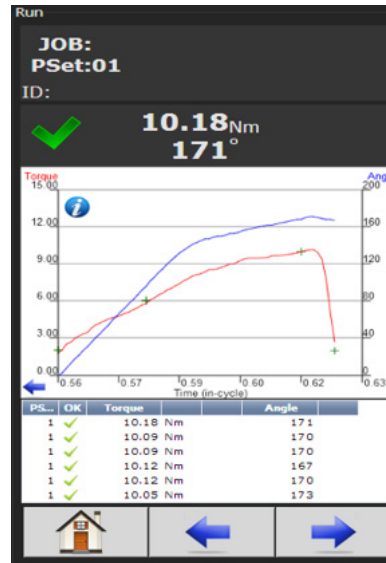 Run
JOB:
PSet:01
ID:
10.18Nm
171°
Torque Ang
15.00 200
12.00 160
9.00 120
6.00 80
3.00 40
0.00 0
0.56 0.57 0.59 0.60 0.62 0.63
Time (in-cycle)
PS... OK Torque Angle
1 10.18 Nm 171
1 10.09 Nm 170
1 10.09 Nm 170
1 10.12 Nm 167
1 10.12 Nm 170
1 10.05 Nm 173